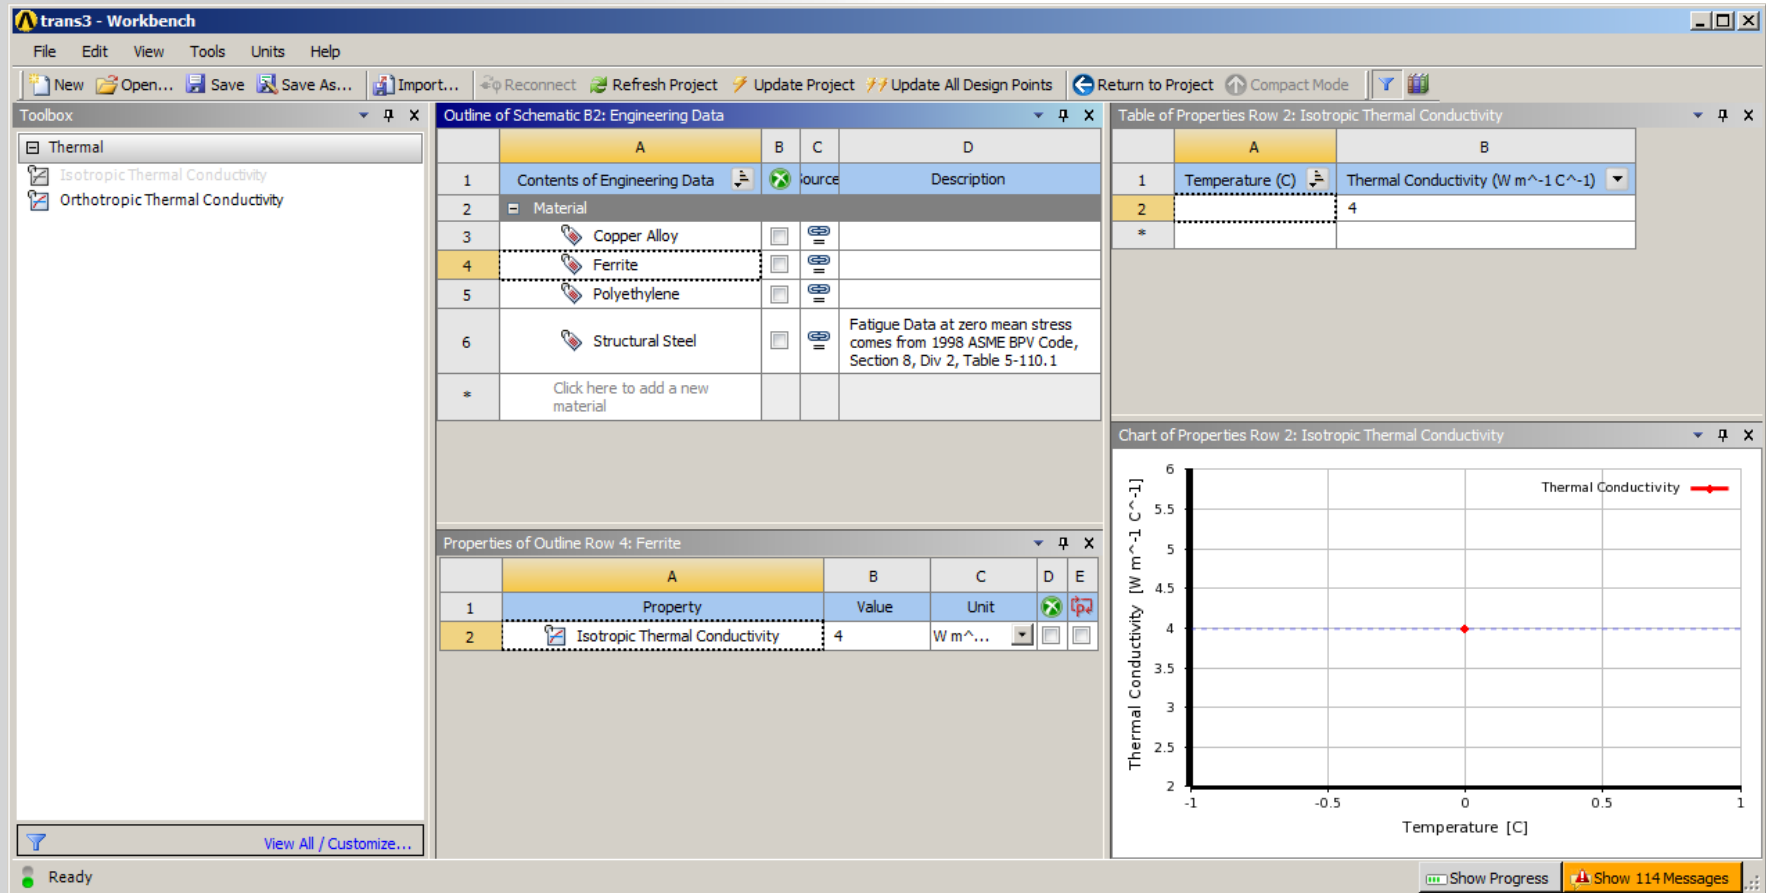 trans3 - Workbench
File Edit View Tools Units Help
New Open... Save Save As... Import... Reconnect Refresh Project Update Project Update All Design Points Return to Project Compact Mode
Toolbox
Thermal
Isotropic Thermal Conductivity
Orthotropic Thermal Conductivity
View All / Customize...
Outline of Schematic B2: Engineering Data
A B C D
1 Contents of Engineering Data ource Description
2 Material
3 Copper Alloy
4 Ferrite
5 Polyethylene
6 Structural Steel
Fatigue Data at zero mean stress
comes from 1998 ASME BPV Code,
Section 8, Div 2, Table 5-110.1
* Click here to add a new
material
Properties of Outline Row 4: Ferrite
A B C D E
1 Property Value Unit
2 Isotropic Thermal Conductivity 4 W m^...
Table of Properties Row 2: Isotropic Thermal Conductivity
A B
1 Temperature (C) Thermal Conductivity (W m^-1 C^-1)
2 4
*
Chart of Properties Row 2: Isotropic Thermal Conductivity
Thermal Conductivity
Thermal Conductivity [W m^-1 C^-1]
6
5.5
5
4.5
4
3.5
3
2.5
2
-1 -0.5 0 0.5 1
Temperature [C]
Ready
Show Progress Show 114 Messages